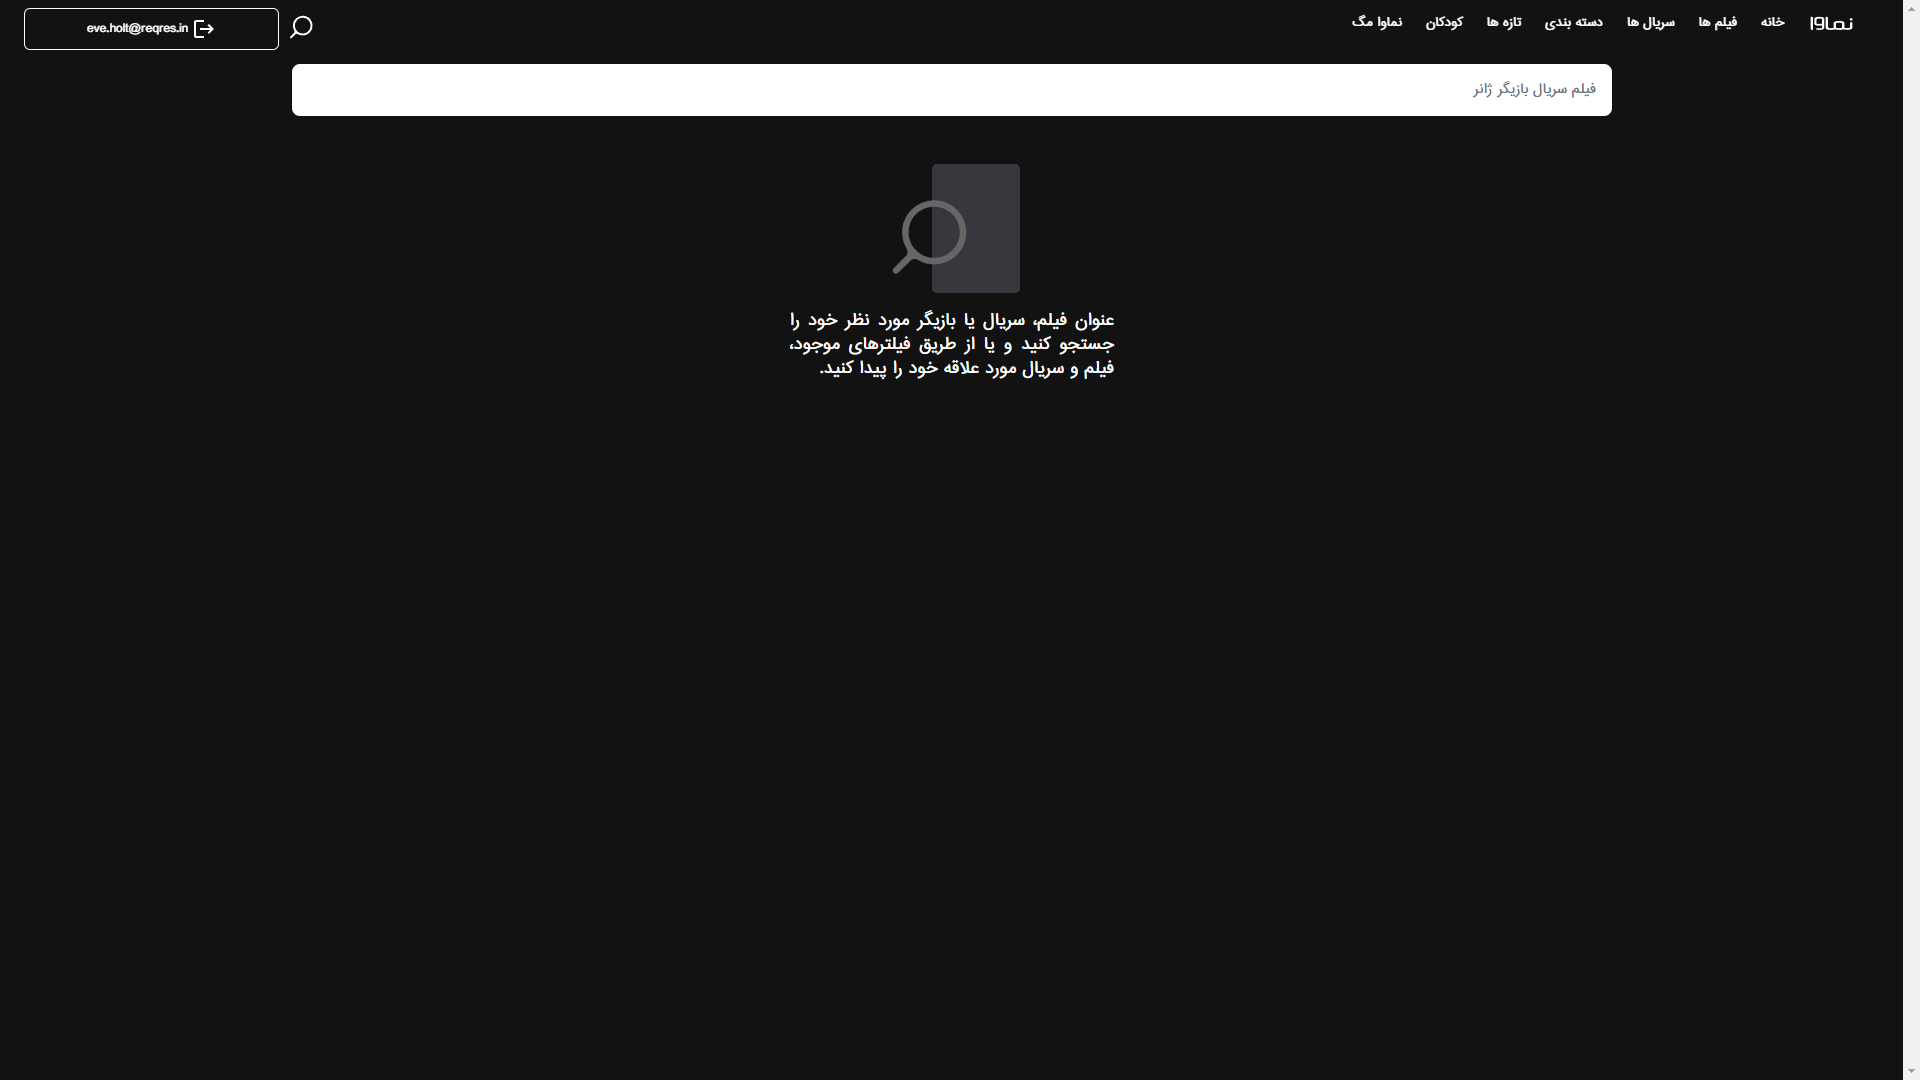 نماوا خانه فیلم ها سریال ها دسته بندی تازه ها کودکان نماوا مگ
eve.holt@reqres.in
فیلم سریال بازیگر ژانر
عنوان فیلم، سریال یا بازیگر مورد نظر خود را
جستجو کنید و یا از طریق فیلترهای موجود،
فیلم و سریال مورد علاقه خود را پیدا کنید.